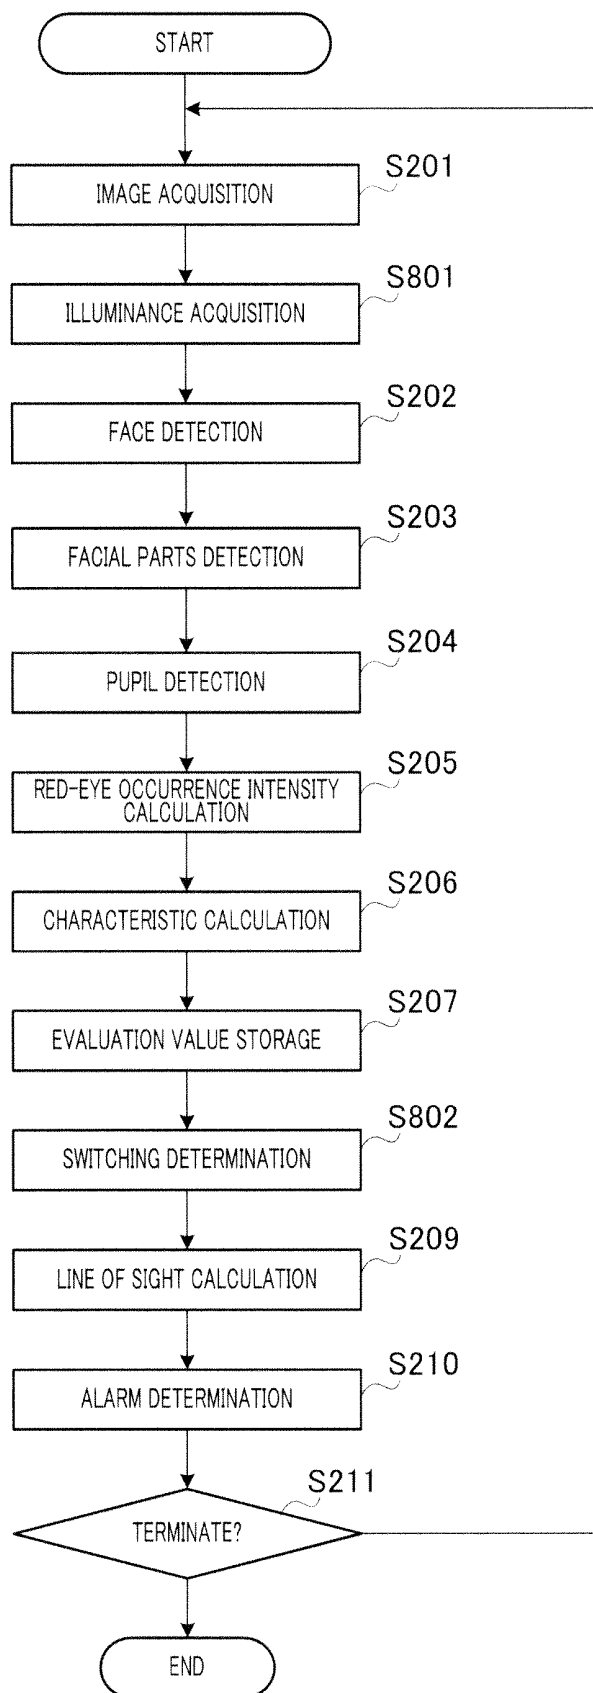 START
S201
IMAGE ACQUISITION
S801
ILLUMINANCE ACQUISITION
S202
FACE DETECTION
S203
FACIAL PARTS DETECTION
S204
PUPIL DETECTION
S205
RED-EYE OCCURRENCE INTENSITY
CALCULATION
S206
CHARACTERISTIC CALCULATION
S207
EVALUATION VALUE STORAGE
S802
SWITCHING DETERMINATION
S209
LINE OF SIGHT CALCULATION
S210
ALARM DETERMINATION
S211
TERMINATE?
END